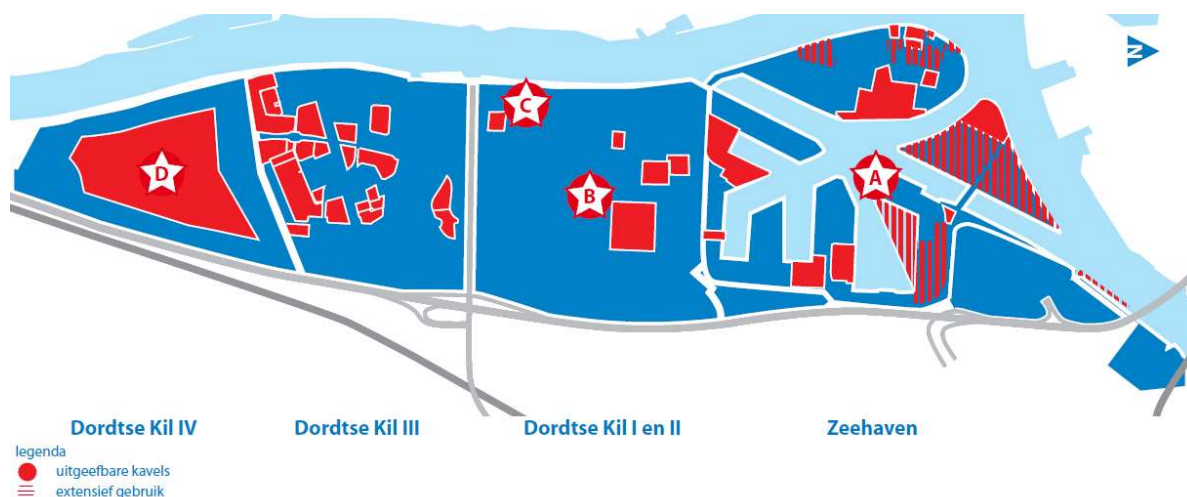 N
C
D
B
A
Dordtse Kil IV
Dordtse Kil III
Dordtse Kil I en II
Zeehaven
legenda
uitgeefbare kavels
extensief gebruik